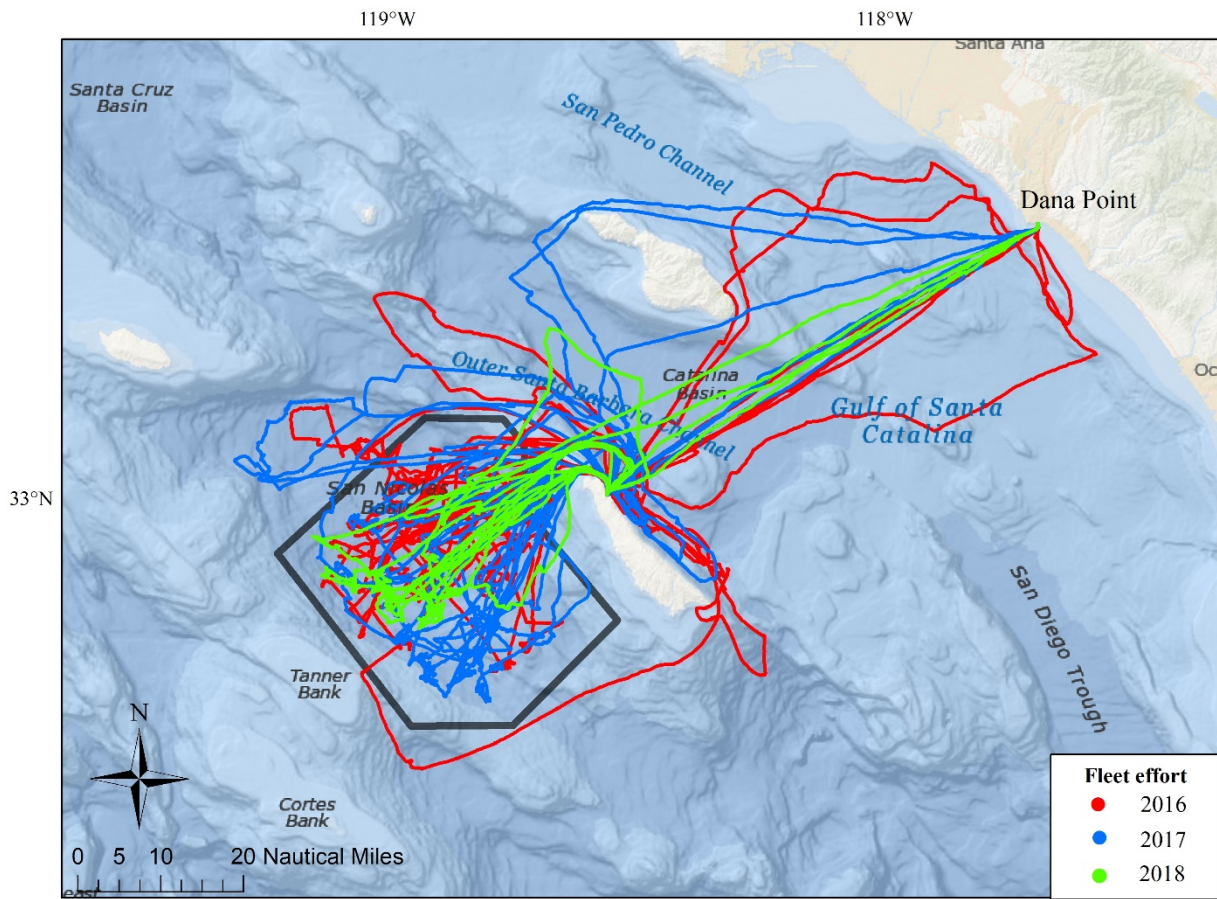 119°W
118°W
Santa Ana
Santa Cruz
Basin
San Pedro Channel
Dana Point
Outer Santa Barbara Channel
Catalina
Basin
Gulf of Santa
Catalina
33°N
San Nicolas
Basin
San Diego Trough
Tanner
Bank
N
Cortes
Bank
0 5 10 20 Nautical Miles
Fleet effort
2016
2017
2018